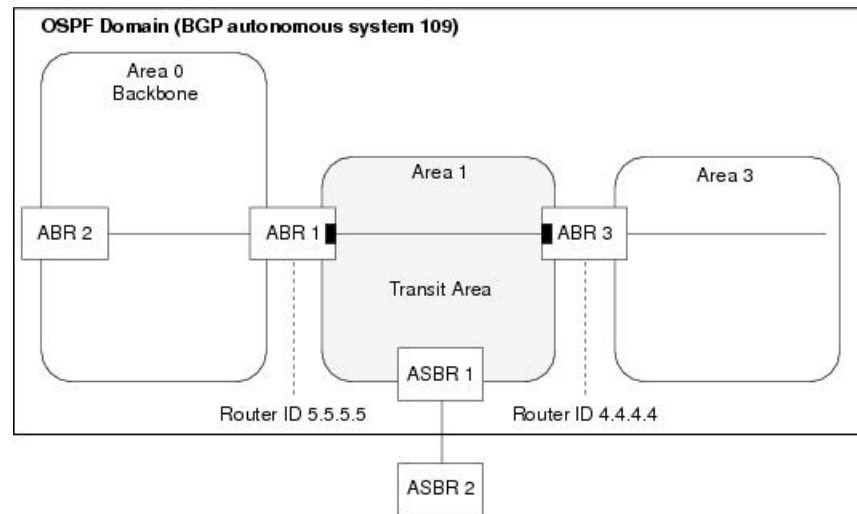 OSPF Domain (BGP autonomous system 109)
Area 0
Backbone
Area 1
Area 3
ABR 2
ABR 1
ABR 3
Transit Area
ASBR 1
Router ID 5.5.5.5
Router ID 4.4.4.4
ASBR 2